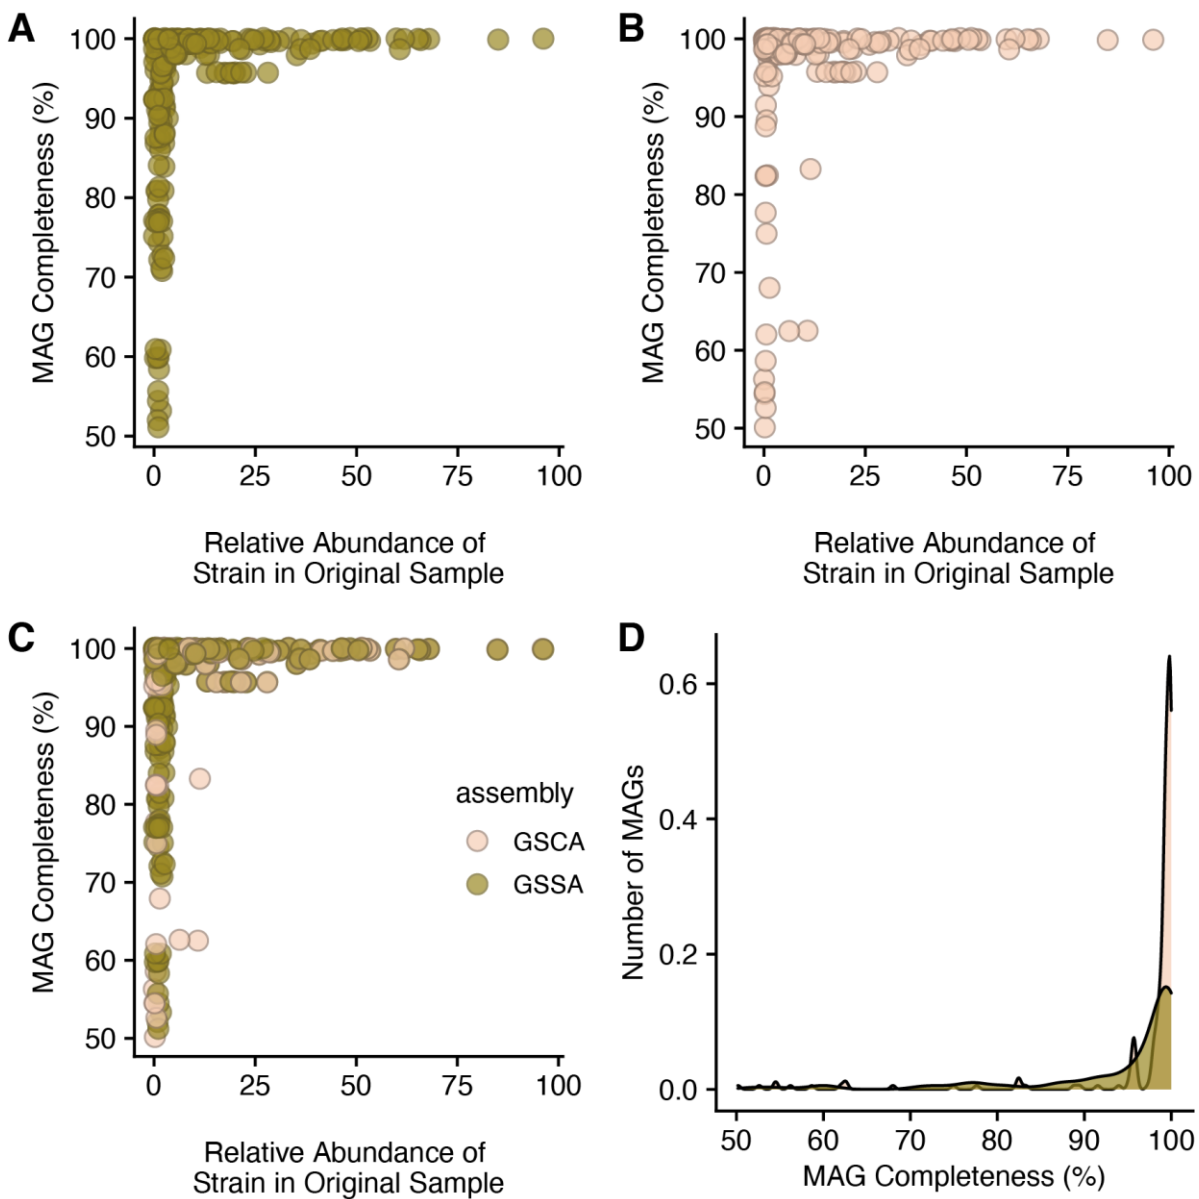 A
MAG Completeness (%)
100
90
80
70
60
50
0 25 50 75 100
Relative Abundance of
Strain in Original Sample
B
MAG Completeness (%)
100
90
80
70
60
50
0 25 50 75 100
Relative Abundance of
Strain in Original Sample
C
MAG Completeness (%)
100
90
80
70
60
50
assembly
GSCA
GSSA
0 25 50 75 100
Relative Abundance of
Strain in Original Sample
D
Number of MAGs
0.6
0.4
0.2
0.0
50 60 70 80 90 100
MAG Completeness (%)